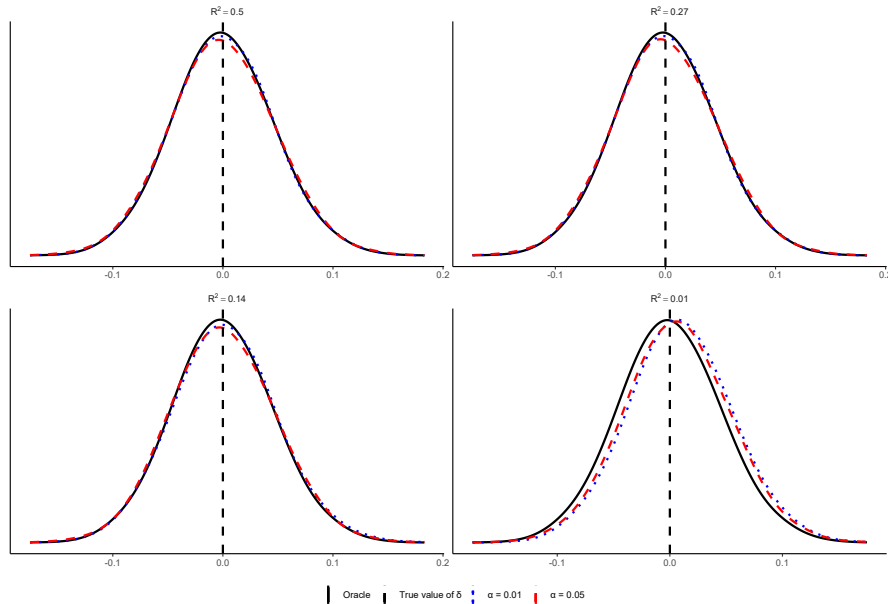 R² = 0.5
R² = 0.27
-0.1 0.0 0.1 0.2
-0.1 0.0 0.1 0.2
R² = 0.14
R² = 0.01
-0.1 0.0 0.1 0.2
-0.1 0.0 0.1
Oracle True value of δ α = 0.01 α = 0.05